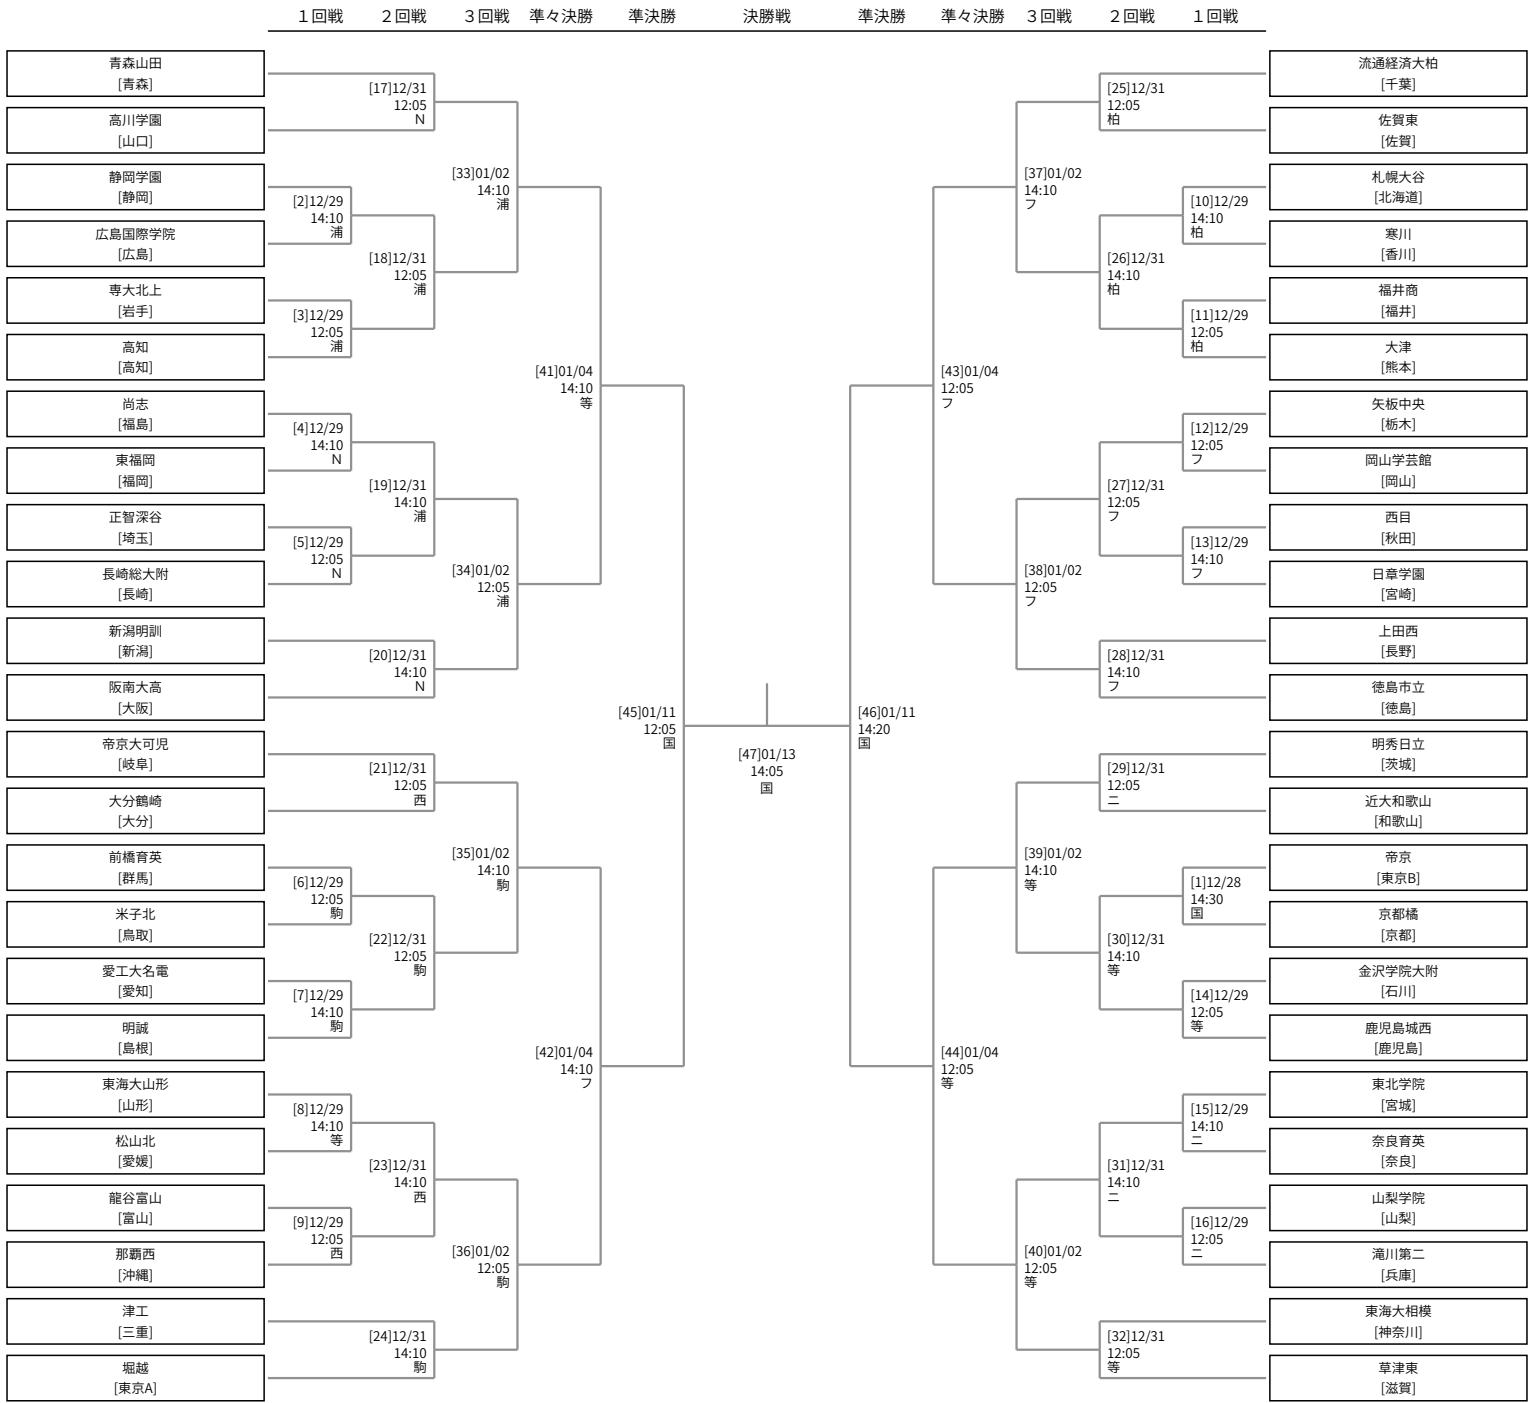 １回戦 ２回戦 ３回戦 準々決勝 準決勝 決勝戦 準決勝 準々決勝 ３回戦 ２回戦 １回戦
青森山田
[青森]
高川学園
[山口]
静岡学園
[静岡]
広島国際学院
[広島]
専大北上
[岩手]
高知
[高知]
尚志
[福島]
東福岡
[福岡]
正智深谷
[埼玉]
長崎総大附
[長崎]
新潟明訓
[新潟]
阪南大高
[大阪]
帝京大可児
[岐阜]
大分鶴崎
[大分]
前橋育英
[群馬]
米子北
[鳥取]
愛工大名電
[愛知]
明誠
[島根]
東海大山形
[山形]
松山北
[愛媛]
龍谷富山
[富山]
那覇西
[沖縄]
津工
[三重]
堀越
[東京A]
[2]12/29
14:10
浦
[3]12/29
12:05
浦
[4]12/29
14:10
N
[5]12/29
12:05
N
[6]12/29
12:05
駒
[7]12/29
14:10
駒
[8]12/29
14:10
等
[9]12/29
12:05
西
[17]12/31
12:05
N
[18]12/31
12:05
浦
[19]12/31
14:10
浦
[20]12/31
14:10
N
[21]12/31
12:05
西
[22]12/31
12:05
駒
[23]12/31
14:10
西
[24]12/31
14:10
駒
[33]01/02
14:10
浦
[34]01/02
12:05
浦
[35]01/02
14:10
駒
[36]01/02
12:05
駒
[41]01/04
14:10
等
[42]01/04
14:10
フ
[45]01/11
12:05
国
[47]01/13
14:05
国
[46]01/11
14:20
国
[43]01/04
12:05
フ
[44]01/04
12:05
等
[37]01/02
14:10
フ
[38]01/02
12:05
フ
[39]01/02
14:10
等
[40]01/02
12:05
等
[25]12/31
12:05
柏
[26]12/31
14:10
柏
[27]12/31
12:05
フ
[28]12/31
14:10
フ
[29]12/31
12:05
ニ
[30]12/31
14:10
等
[31]12/31
14:10
ニ
[32]12/31
12:05
等
[10]12/29
14:10
柏
[11]12/29
12:05
柏
[12]12/29
12:05
フ
[13]12/29
14:10
フ
[1]12/28
14:30
国
[14]12/29
12:05
等
[15]12/29
14:10
ニ
[16]12/29
12:05
ニ
流通経済大柏
[千葉]
佐賀東
[佐賀]
札幌大谷
[北海道]
寒川
[香川]
福井商
[福井]
大津
[熊本]
矢板中央
[栃木]
岡山学芸館
[岡山]
西目
[秋田]
日章学園
[宮崎]
上田西
[長野]
徳島市立
[徳島]
明秀日立
[茨城]
近大和歌山
[和歌山]
帝京
[東京B]
京都橘
[京都]
金沢学院大附
[石川]
鹿児島城西
[鹿児島]
東北学院
[宮城]
奈良育英
[奈良]
山梨学院
[山梨]
滝川第二
[兵庫]
東海大相模
[神奈川]
草津東
[滋賀]